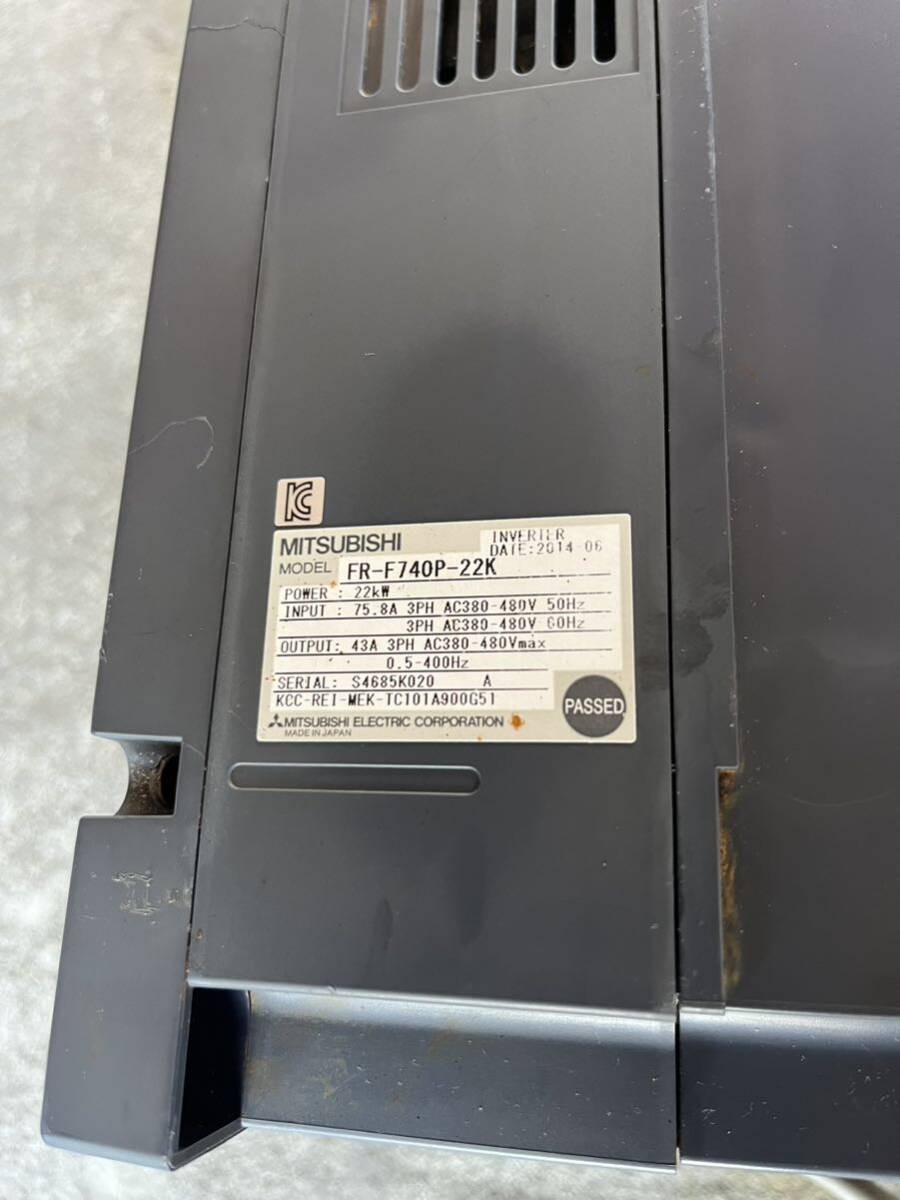 KC
MITSUBISHI
INVERTER
DATE:2014-06
MODEL FR-F740P-22K
POWER : 22kW
INPUT : 75.8A 3PH AC380-480V 50Hz
3PH AC380-480V 60Hz
OUTPUT: 43A 3PH AC380-480Vmax
0.5-400Hz
SERIAL: S4685K020 A
KCC-REI-MEK-TC101A900G51
PASSED
MITSUBISHI ELECTRIC CORPORATION
MADE IN JAPAN